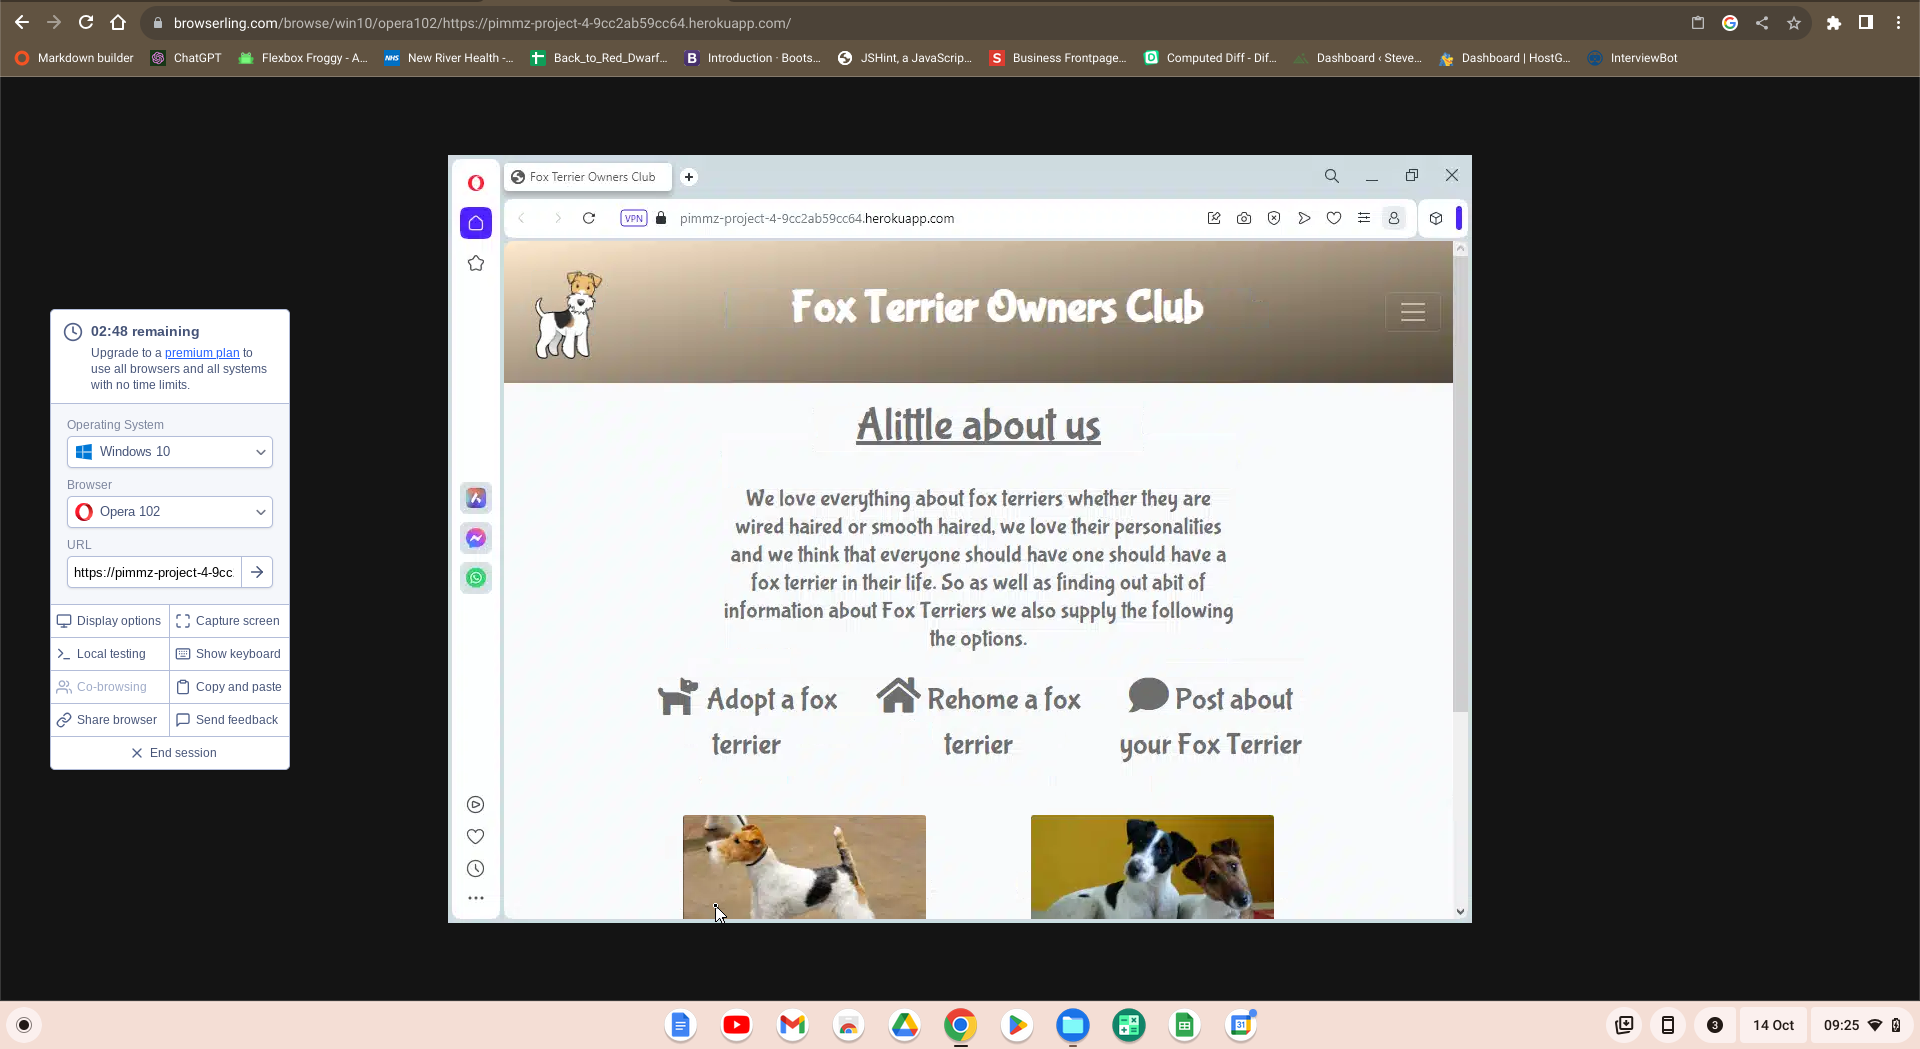 browserling.com/browse/win10/opera102/https://pimmz-project-4-9cc2ab59cc64.herokuapp.com/
Markdown builder
ChatGPT
Flexbox Froggy - A...
NHS
New River Health -...
Back_to_Red_Dwarf...
B
Introduction · Boots...
JSHint, a JavaScrip...
S
Business Frontpage...
Computed Diff - Dif...
Dashboard ‹ Steve...
Dashboard | HostG...
InterviewBot
Fox Terrier Owners Club
VPN
pimmz-project-4-9cc2ab59cc64.herokuapp.com
Fox Terrier Owners Club
Alittle about us
We love everything about fox terriers whether they are
wired haired or smooth haired, we love their personalities
and we think that everyone should have one should have a
fox terrier in their life. So as well as finding out abit of
information about Fox Terriers we also supply the following
the options.
Adopt a fox
terrier
Rehome a fox
terrier
Post about
your Fox Terrier
02:48 remaining
Upgrade to a premium plan to
use all browsers and all systems
with no time limits.
Operating System
Windows 10
Browser
Opera 102
URL
https://pimmz-project-4-9cc.
Display options
Capture screen
Local testing
Show keyboard
Co-browsing
Copy and paste
Share browser
Send feedback
End session
31
3
14 Oct
09:25